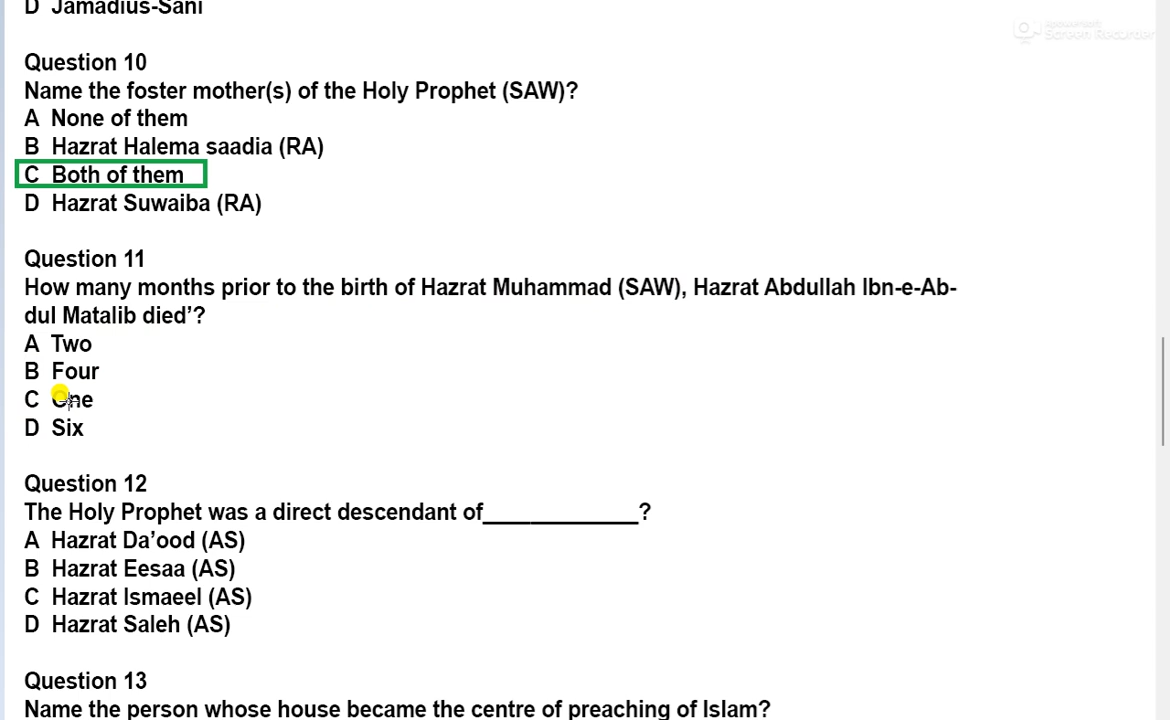 D Jamadius-Sani
Screen Recorder
Question 10
Name the foster mother(s) of the Holy Prophet (SAW)?
A None of them
B Hazrat Halema saadia (RA)
C Both of them
D Hazrat Suwaiba (RA)
Question 11
How many months prior to the birth of Hazrat Muhammad (SAW), Hazrat Abdullah Ibn-e-Ab-
dul Matalib died’?
A Two
B Four
C One
D Six
Question 12
The Holy Prophet was a direct descendant of____________?
A Hazrat Da’ood (AS)
B Hazrat Eesaa (AS)
C Hazrat Ismaeel (AS)
D Hazrat Saleh (AS)
Question 13
Name the person whose house became the centre of preaching of Islam?